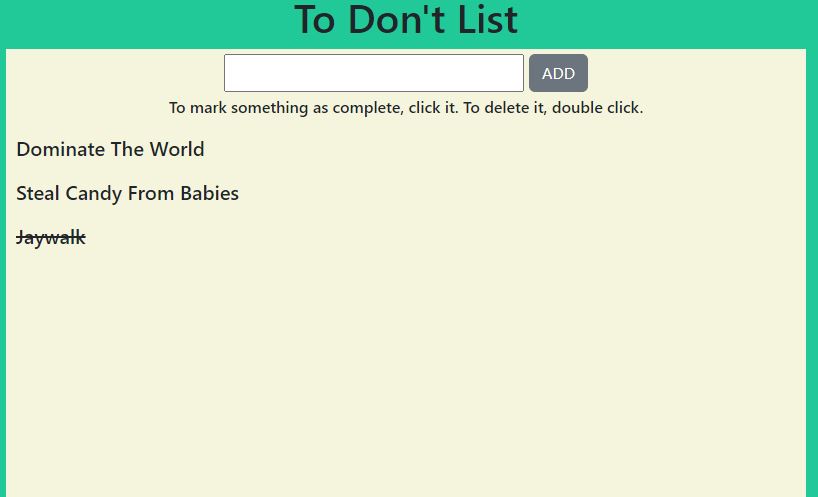 To Don't List
ADD
To mark something as complete, click it. To delete it, double click.
Dominate The World
Steal Candy From Babies
Jaywalk